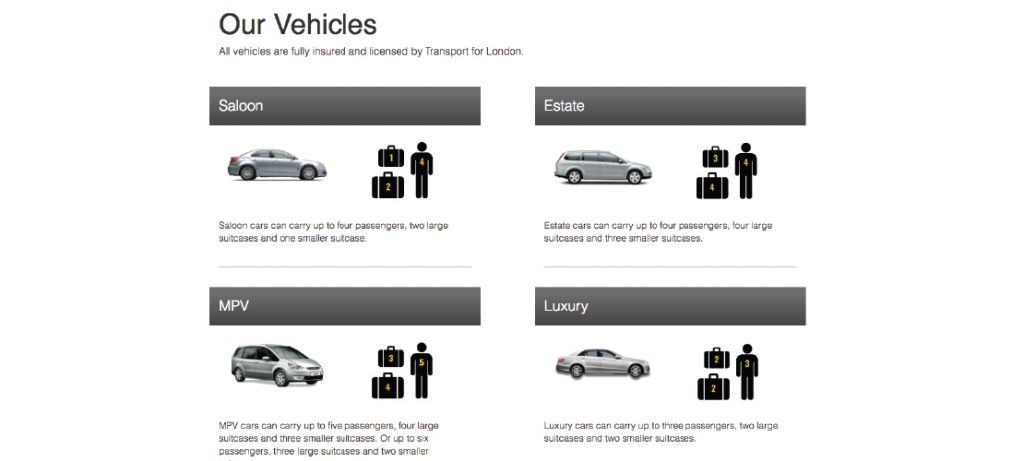 Our Vehicles
All vehicles are fully insured and licensed by Transport for London.
Saloon
1
4
2
Saloon cars can carry up to four passengers, two large
suitcases and one smaller suitcase.
Estate
3
4
4
Estate cars can carry up to four passengers, four large
suitcases and three smaller suitcases.
MPV
3
5
4
MPV cars can carry up to five passengers, four large
suitcases and three smaller suitcases. Or up to six
passengers, three large suitcases and two smaller
Luxury
2
3
2
Luxury cars can carry up to three passengers, two large
suitcases and two smaller suitcases.